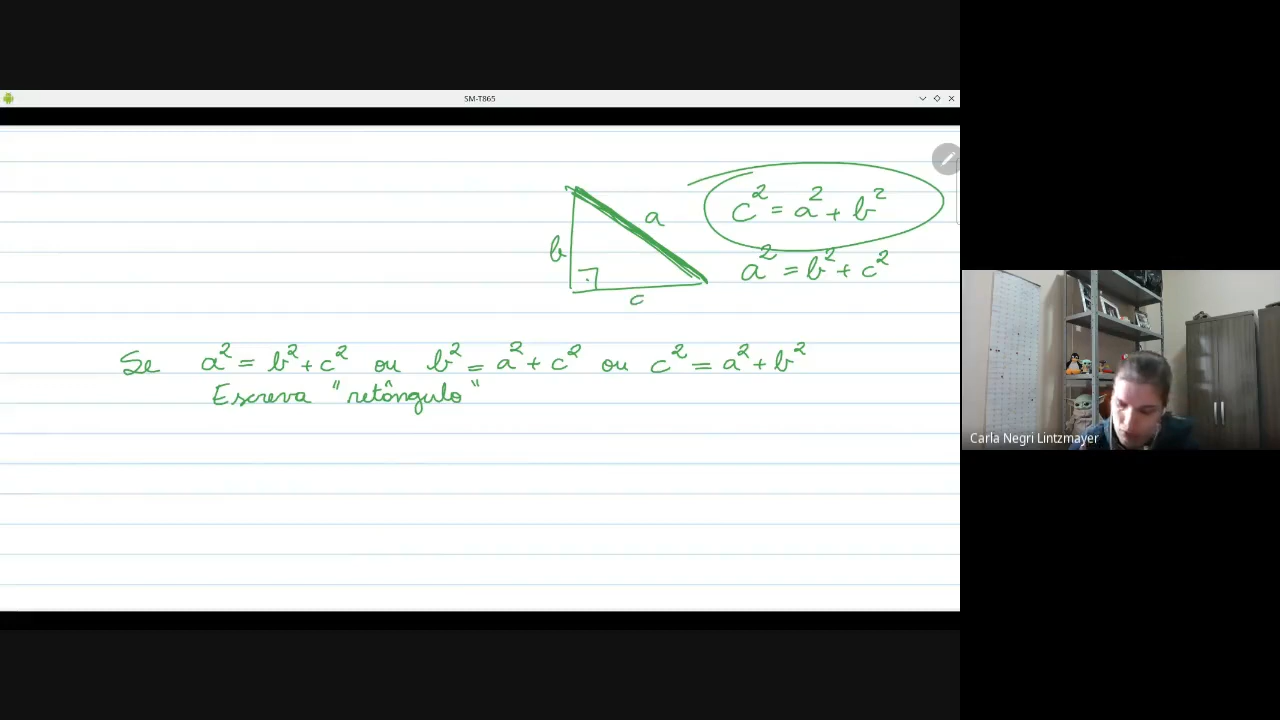 SM-T865
a
b
c
c² = a² + b²
a² = b² + c²
Se a² = b² + c² ou b² = a² + c² ou c² = a² + b²
Escreva "retângulo"
Carla Negri Lintzmayer